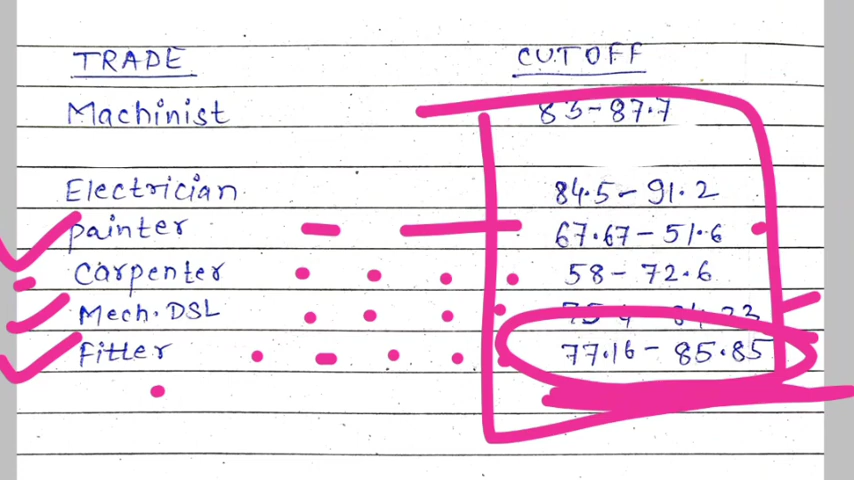 TRADE CUTOFF
Machinist 83-87.7
Electrician 84.5-91.2
painter 67.67-51.6
Carpenter 58-72.6
Mech. DSL
Fitter 77.16-85.85